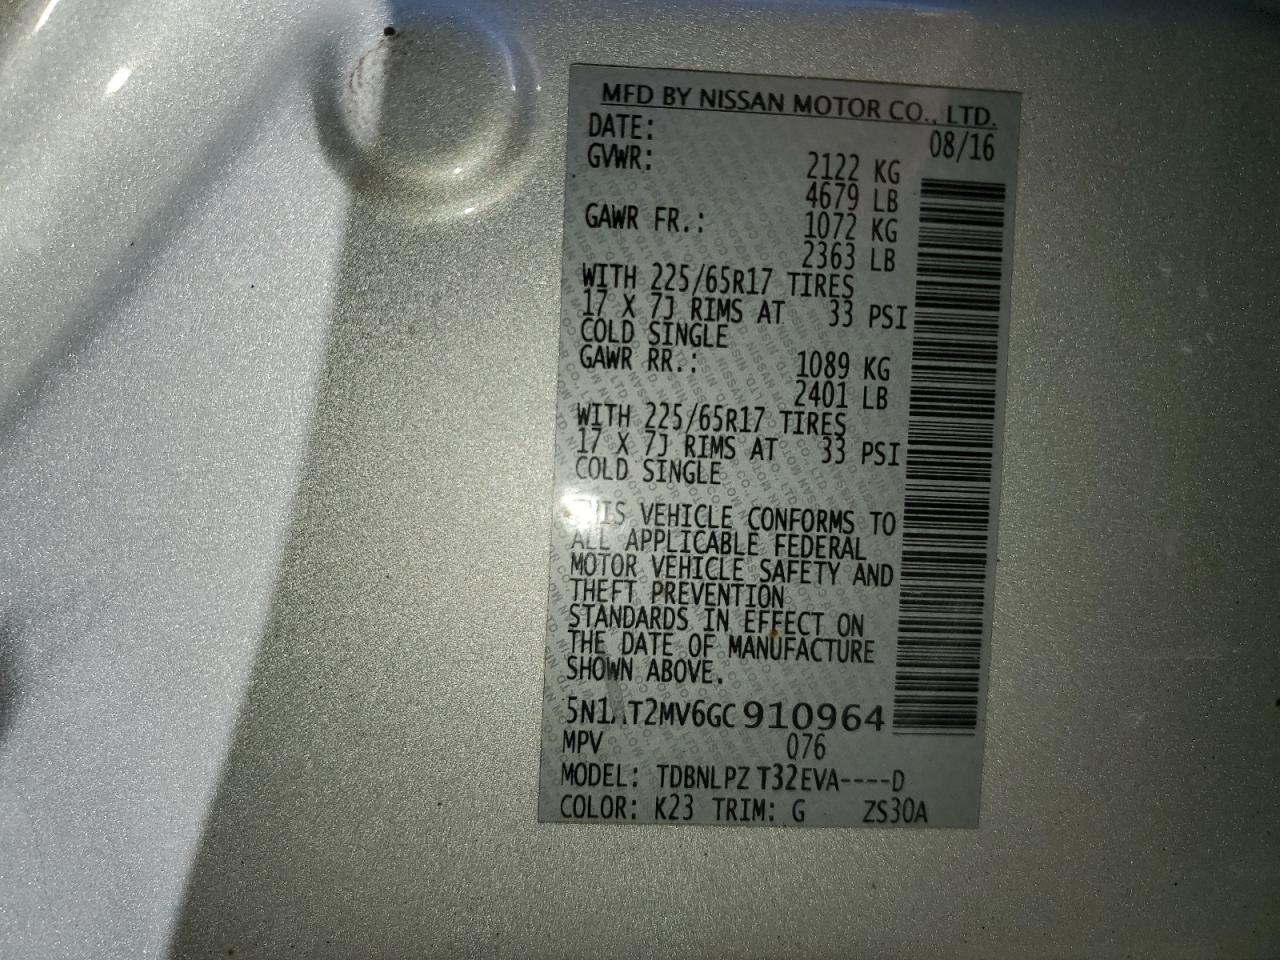 MFD BY NISSAN MOTOR CO., LTD.
DATE: 08/16
GVWR: 2122 KG
4679 LB
GAWR FR.: 1072 KG
2363 LB
WITH 225/65R17 TIRES
17 X 7J RIMS AT 33 PSI
COLD SINGLE
GAWR RR.: 1089 KG
2401 LB
WITH 225/65R17 TIRES
17 X 7J RIMS AT 33 PSI
COLD SINGLE
THIS VEHICLE CONFORMS TO
ALL APPLICABLE FEDERAL
MOTOR VEHICLE SAFETY AND
THEFT PREVENTION
STANDARDS IN EFFECT ON
THE DATE OF MANUFACTURE
SHOWN ABOVE.
5N1AT2MV6GC910964
MPV 076
MODEL: TDBNLPZ T32EVA----D
COLOR: K23 TRIM: G ZS30A